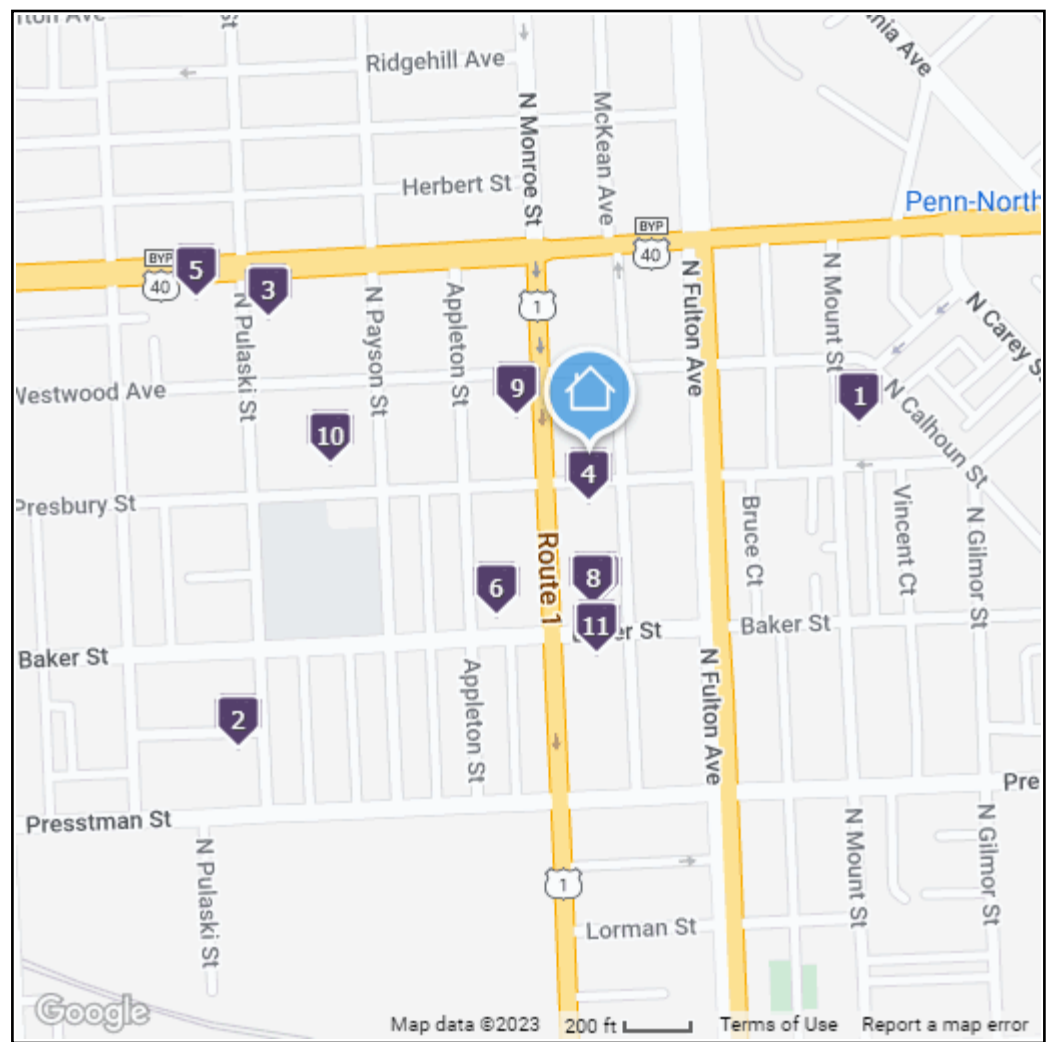 Ridgehill Ave
N Monroe St
McKean Ave
Herbert St
Penn-North
BYP
40
BYP
40
5
3
N Pulaski St
N Payson St
Appleton St
1
N Fulton Ave
N Mount St
N Carey S
Westwood Ave
9
1
10
4
N Calhoun St
Presbury St
Route 1
Bruce Ct
Vincent Ct
N Gilmor St
6
8
11
er St
Baker St
Baker St
2
Appleton St
N Fulton Ave
Presstman St
Pre
N Pulaski St
N Mount St
N Gilmor St
1
Lorman St
Google
Map data ©2023 200 ft Terms of Use Report a map error